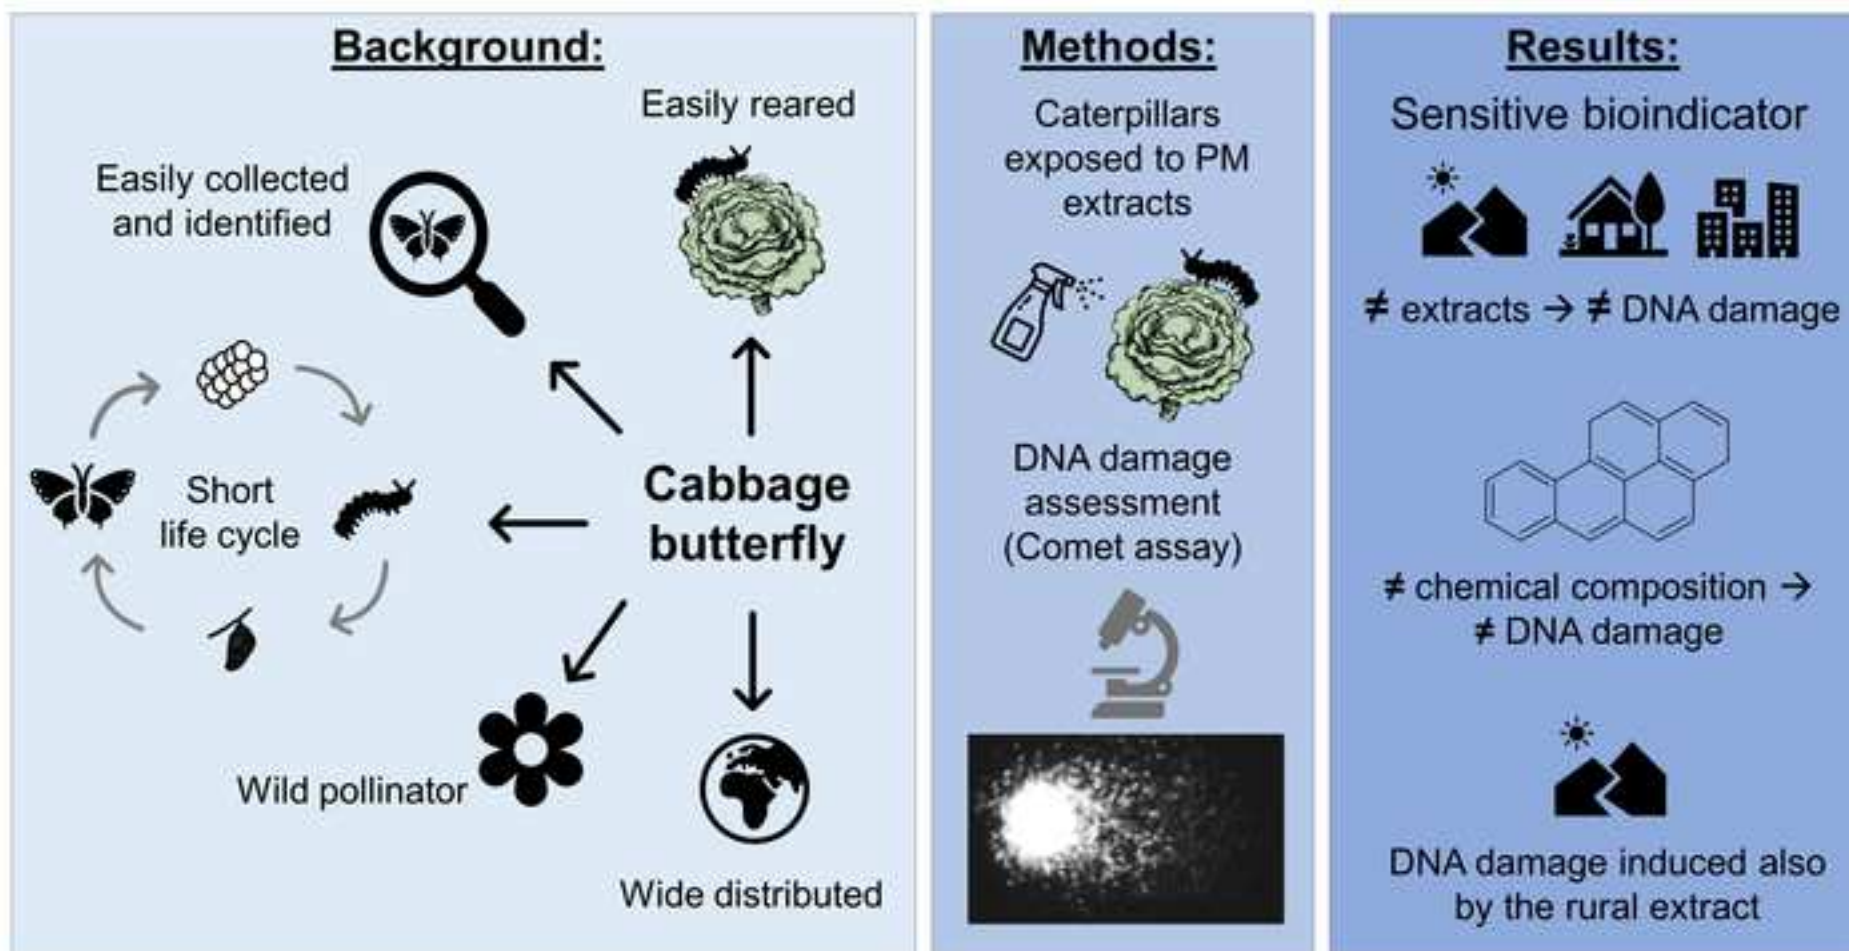 Background:
Easily reared
Easily collected
and identified
Short
life cycle
Cabbage
butterfly
Wild pollinator
Wide distributed
Methods:
Caterpillars
exposed to PM
extracts
DNA damage
assessment
(Comet assay)
Results:
Sensitive bioindicator
≠ extracts → ≠ DNA damage
≠ chemical composition →
≠ DNA damage
DNA damage induced also
by the rural extract